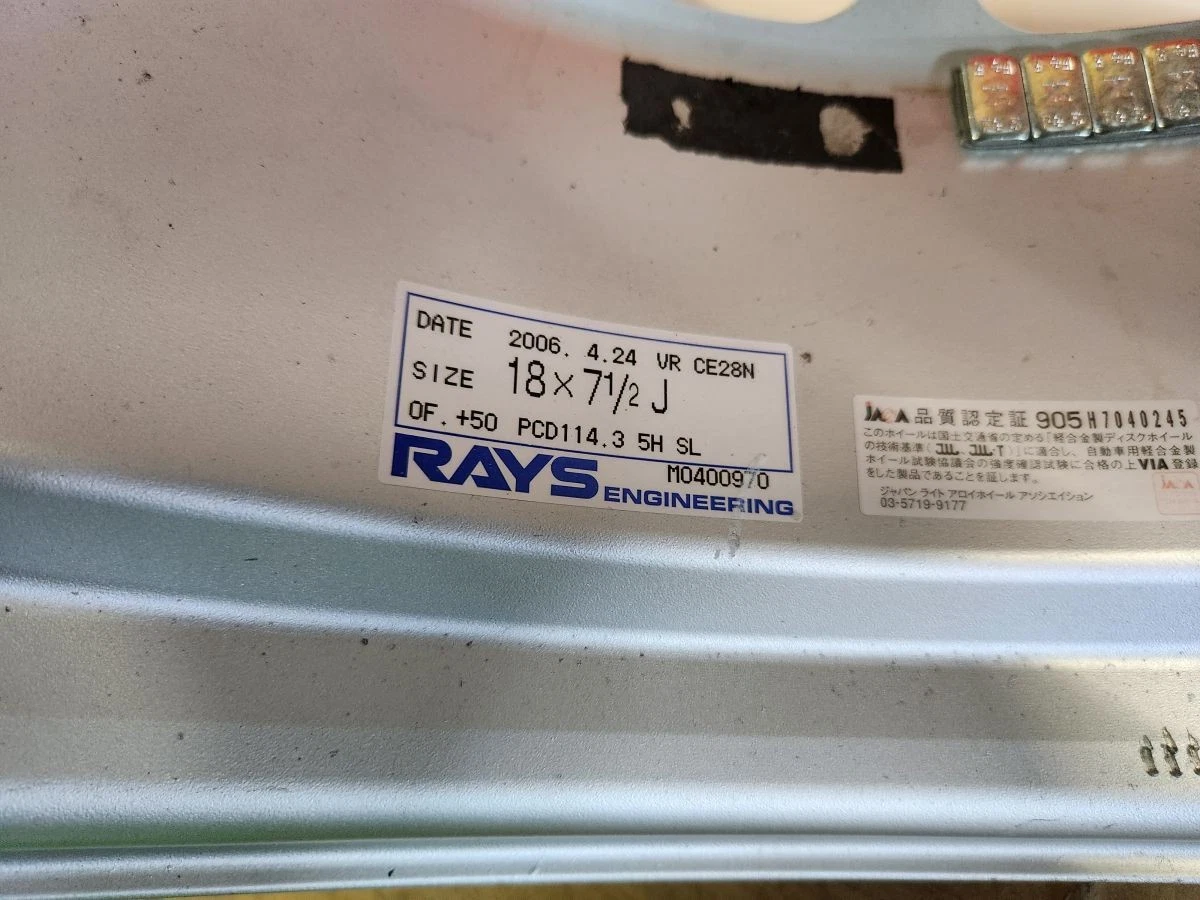 DATE 2006. 4.24 VR CE28N
SIZE 18×7 1/2 J
OF. +50 PCD114.3 5H SL
M0400970
RAYS ENGINEERING
JAWA 品質認定証 905H7040245
このホイールは国土交通省の定める「軽合金製ディスクホイール
の技術基準( JWL、JWL-T )」に適合し、自動車用軽合金製
ホイール試験協議会の強度確認試験に合格の上VIA登録
をした製品であることを証します。
ジャパン ライト アロイホイール アソシエイション
03-5719-9177